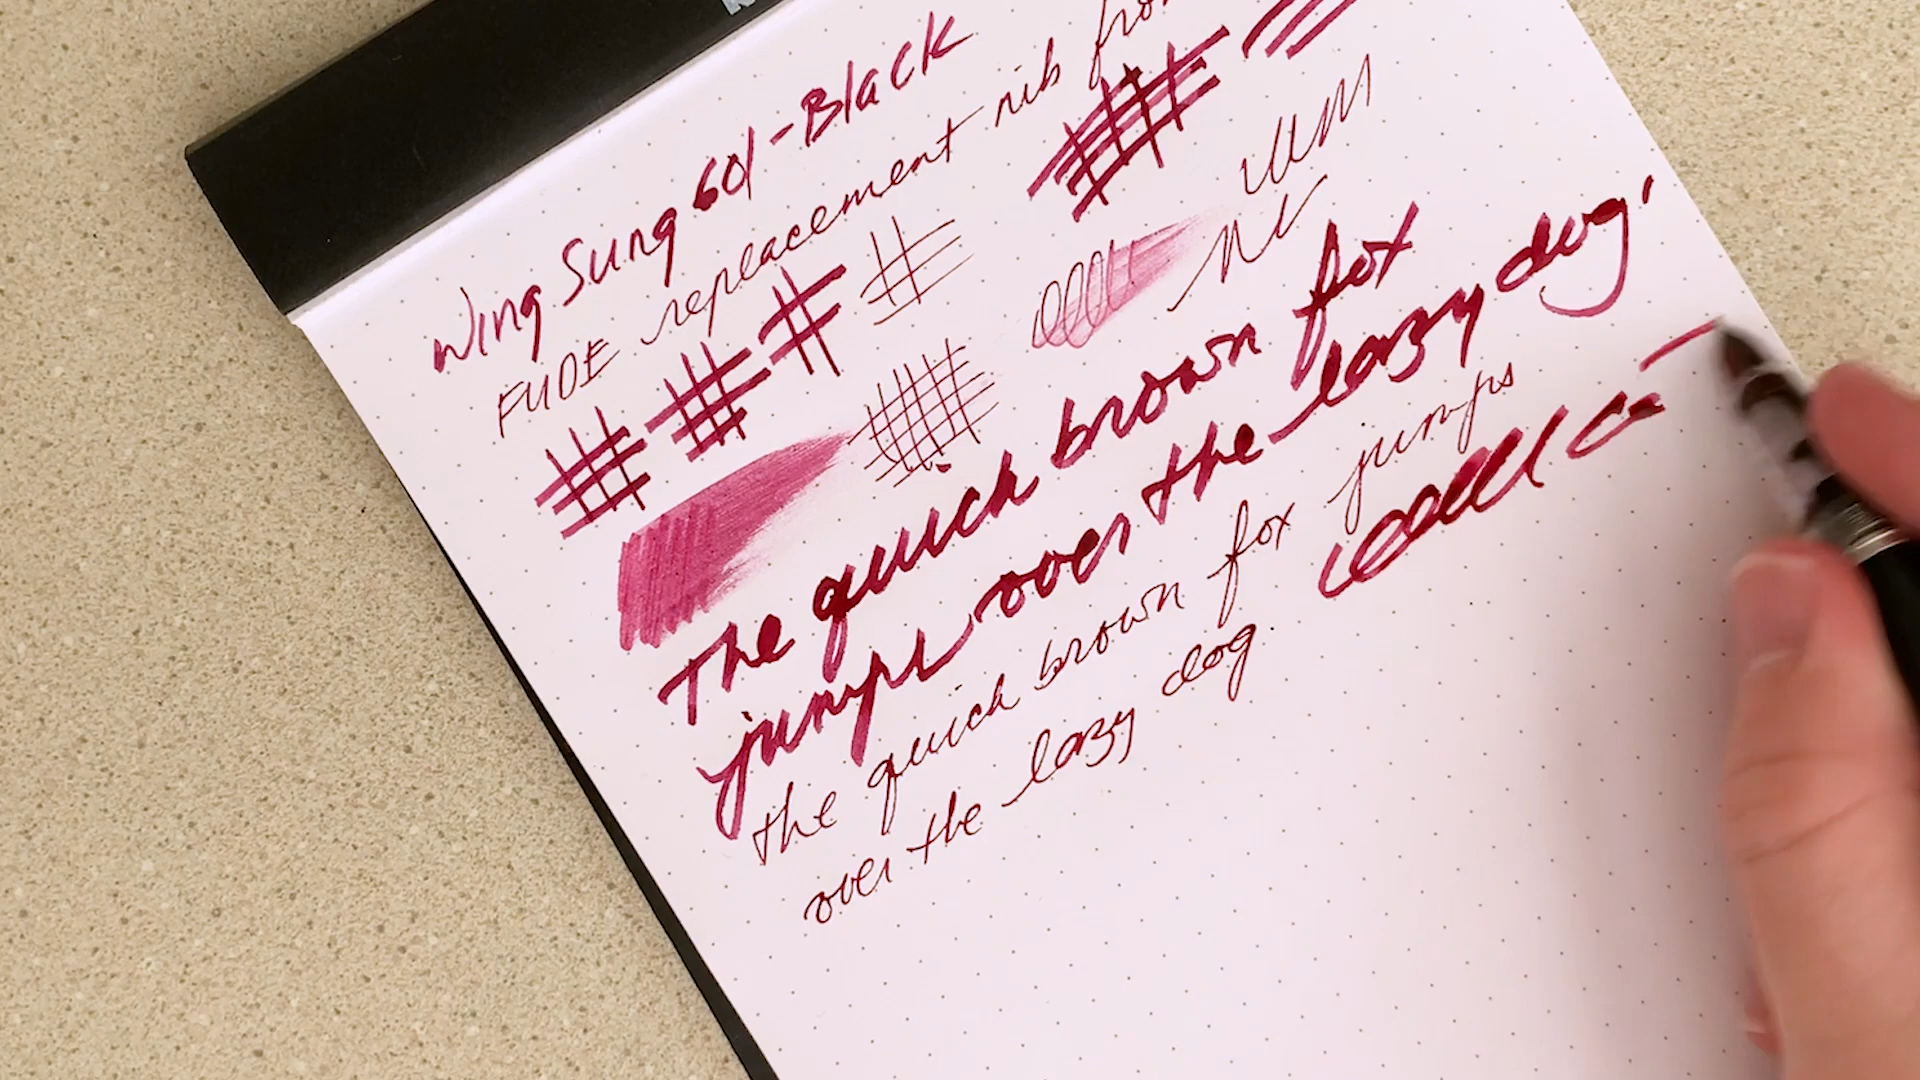 Wing Sung 601 - Black
FUDE replacement nib from
The quick brown fox
jumps over the lazy dog.
the quick brown fox jumps
over the lazy dog.